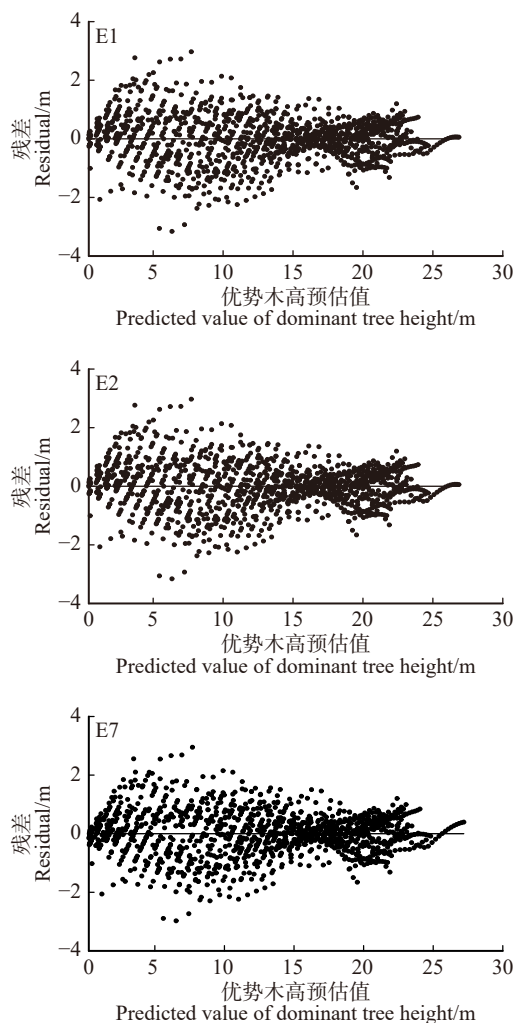 4
E1
2
0
−2
−4
残差
Residual/m
0 5 10 15 20 25 30
优势木高预估值
Predicted value of dominant tree height/m
4
E2
2
0
−2
−4
残差
Residual/m
0 5 10 15 20 25 30
优势木高预估值
Predicted value of dominant tree height/m
4
E7
2
0
−2
−4
残差
Residual/m
0 5 10 15 20 25 30
优势木高预估值
Predicted value of dominant tree height/m